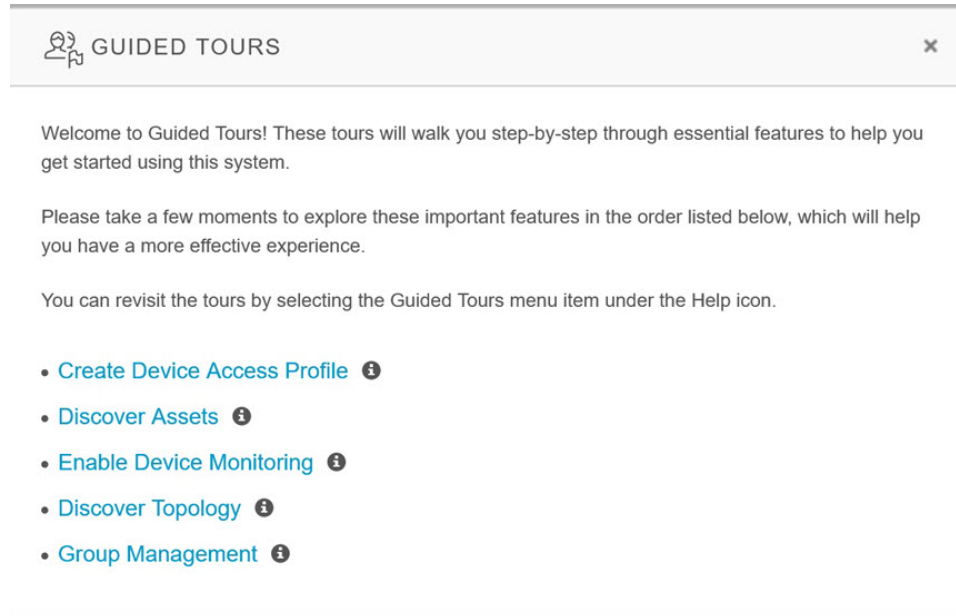 GUIDED TOURS
Welcome to Guided Tours! These tours will walk you step-by-step through essential features to help you
get started using this system.
Please take a few moments to explore these important features in the order listed below, which will help
you have a more effective experience.
You can revisit the tours by selecting the Guided Tours menu item under the Help icon.
• Create Device Access Profile
• Discover Assets
• Enable Device Monitoring
• Discover Topology
• Group Management